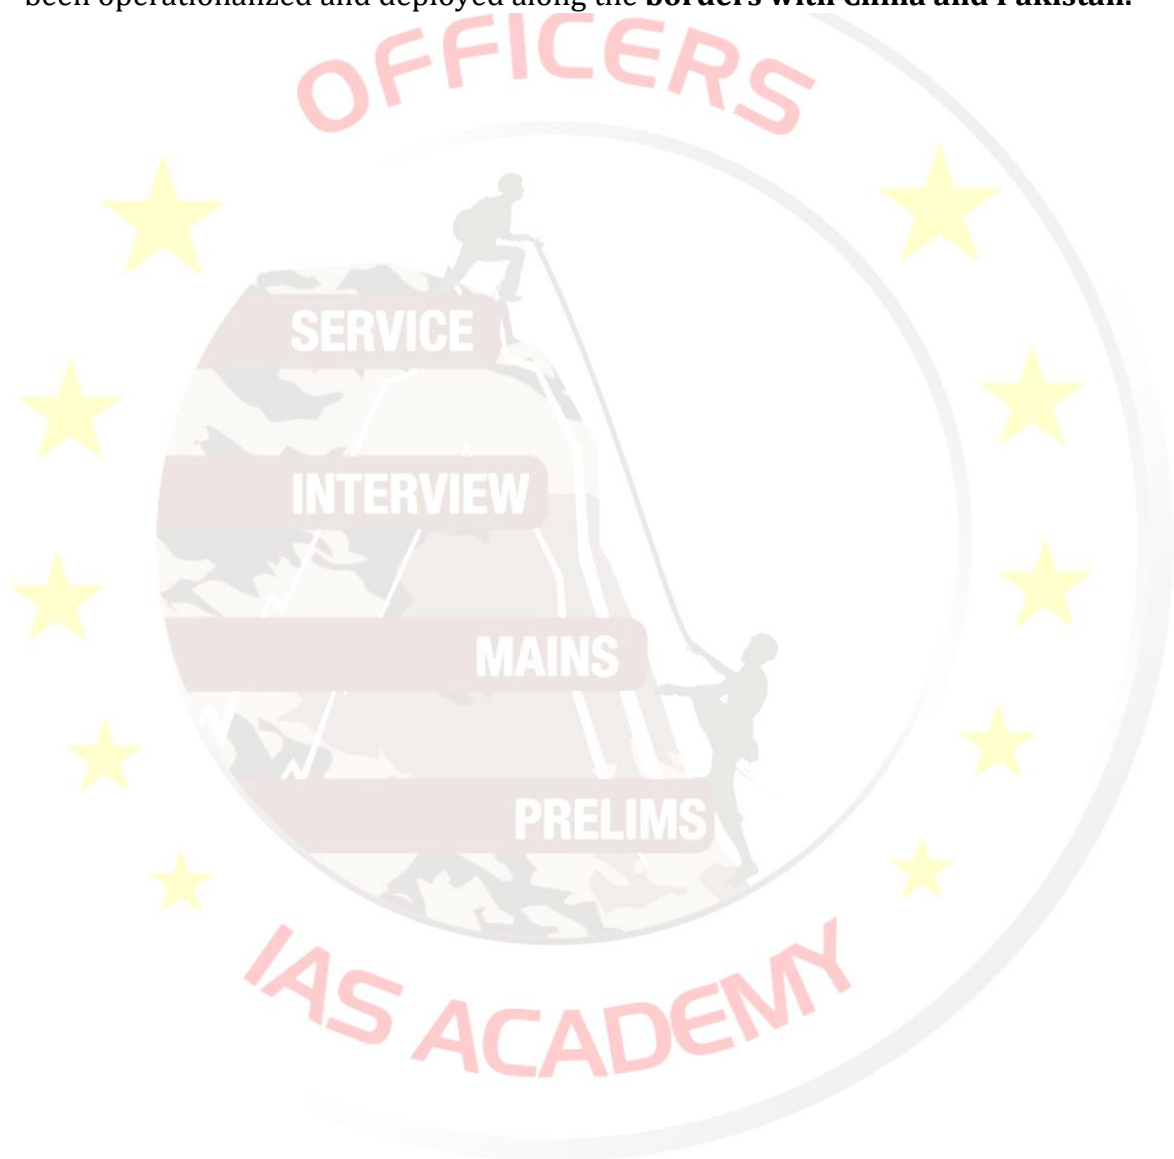 been operationalized and deployed along the borders with China and Pakistan.
OFFICERS
SERVICE
INTERVIEW
MAINS
PRELIMS
IAS ACADEMY